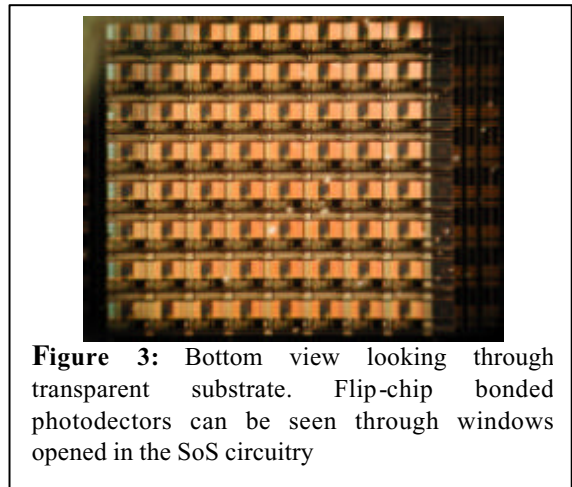 Figure 3: Bottom view looking through
transparent substrate. Flip-chip bonded
photodectors can be seen through windows
opened in the SoS circuitry